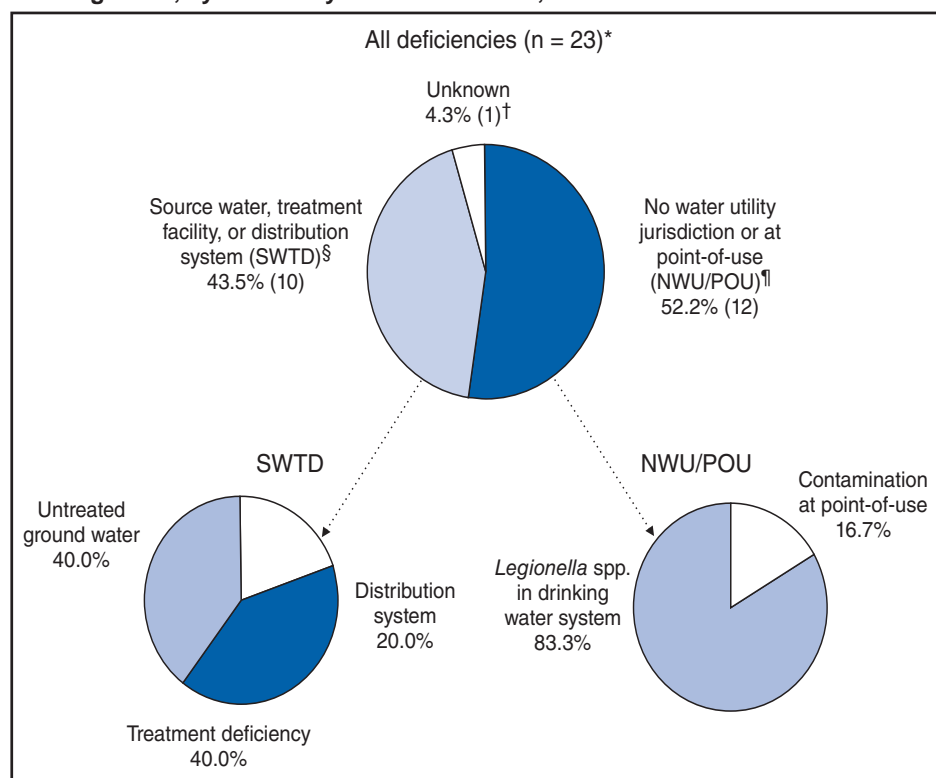 All deficiencies (n = 23)*
Unknown
4.3% (1)†
Source water, treatment
facility, or distribution
system (SWTD)§
43.5% (10)
No water utility
jurisdiction or at
point-of-use
(NWU/POU)¶
52.2% (12)
SWTD
Untreated
ground water
40.0%
Distribution
system
20.0%
Treatment deficiency
40.0%
NWU/POU
Contamination
at point-of-use
16.7%
Legionella spp.
in drinking
water system
83.3%